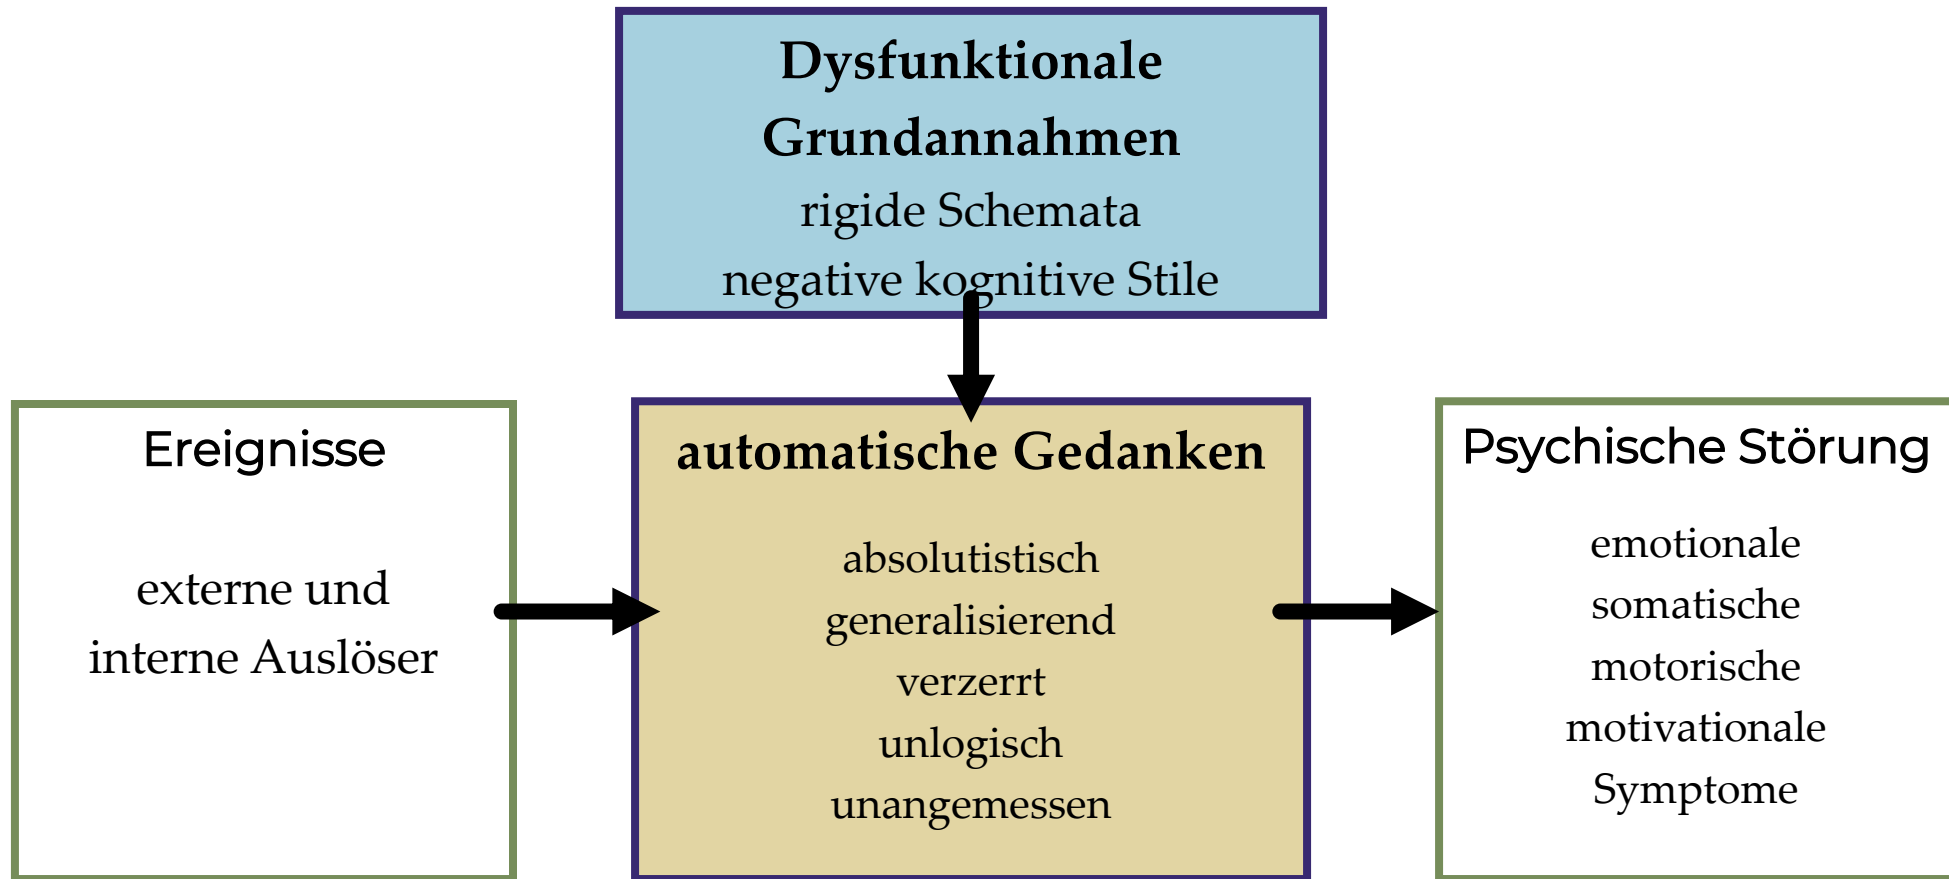 Dysfunktionale
Grundannahmen
rigide Schemata
negative kognitive Stile
Ereignisse
externe und
interne Auslöser
automatische Gedanken
absolutistisch
generalisierend
verzerrt
unlogisch
unangemessen
Psychische Störung
emotionale
somatische
motorische
motivationale
Symptome